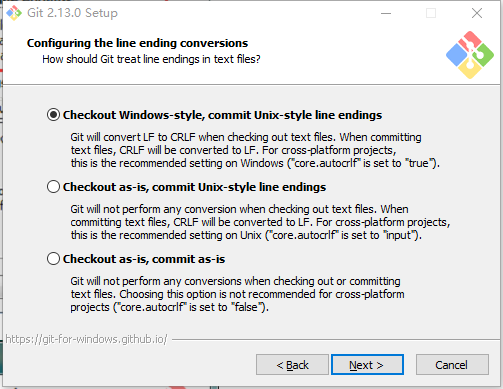 Git 2.13.0 Setup
Configuring the line ending conversions
How should Git treat line endings in text files?
Checkout Windows-style, commit Unix-style line endings
Git will convert LF to CRLF when checking out text files. When committing
text files, CRLF will be converted to LF. For cross-platform projects,
this is the recommended setting on Windows ("core.autocrlf" is set to "true").
Checkout as-is, commit Unix-style line endings
Git will not perform any conversion when checking out text files. When
committing text files, CRLF will be converted to LF. For cross-platform projects,
this is the recommended setting on Unix ("core.autocrlf" is set to "input").
Checkout as-is, commit as-is
Git will not perform any conversions when checking out or committing
text files. Choosing this option is not recommended for cross-platform
projects ("core.autocrlf" is set to "false").
https://git-for-windows.github.io/
< Back
Next >
Cancel